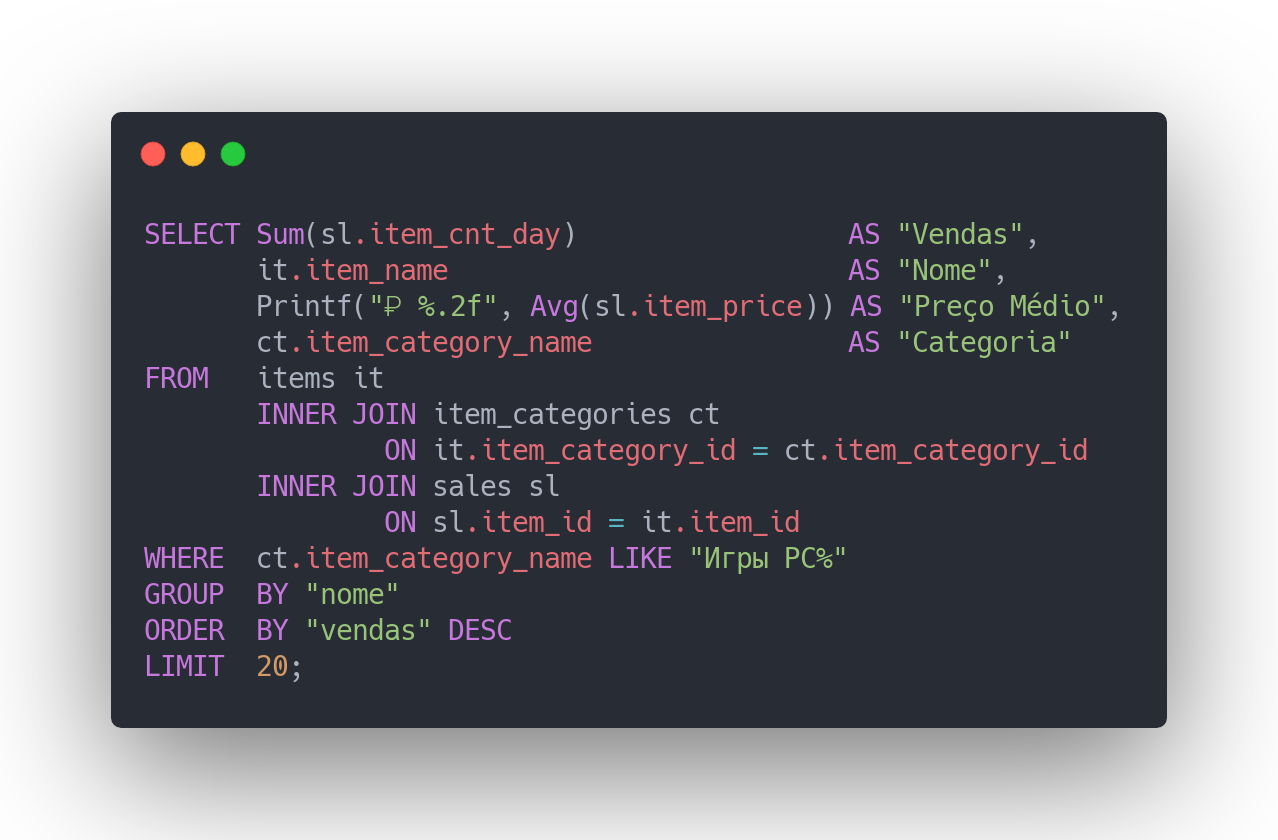 SELECT Sum(sl.item_cnt_day)                 AS "Vendas",
       it.item_name                         AS "Nome",
       Printf("₽ %.2f", Avg(sl.item_price)) AS "Preço Médio",
       ct.item_category_name                AS "Categoria"
FROM   items it
       INNER JOIN item_categories ct
               ON it.item_category_id = ct.item_category_id
       INNER JOIN sales sl
               ON sl.item_id = it.item_id
WHERE  ct.item_category_name LIKE "Игры PC%"
GROUP  BY "nome"
ORDER  BY "vendas" DESC
LIMIT  20;